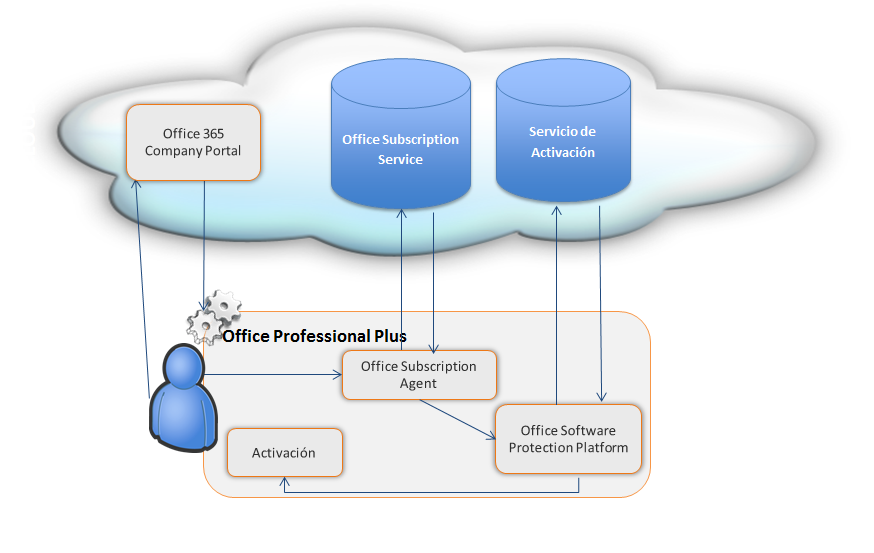 Office 365
Company Portal
Office Subscription
Service
Servicio de
Activación
Office Professional Plus
Office Subscription
Agent
Office Software
Protection Platform
Activación